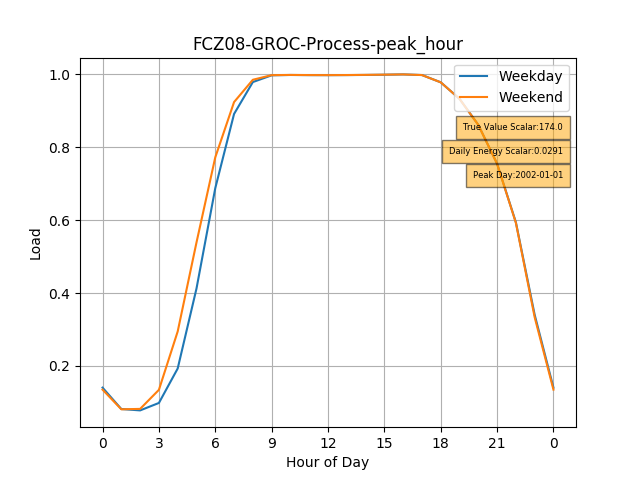 FCZ08-GROC-Process-peak_hour
Load
1.0
0.8
0.6
0.4
0.2
Weekday
Weekend
True Value Scalar:174.0
Daily Energy Scalar:0.0291
Peak Day:2002-01-01
0 3 6 9 12 15 18 21 0
Hour of Day